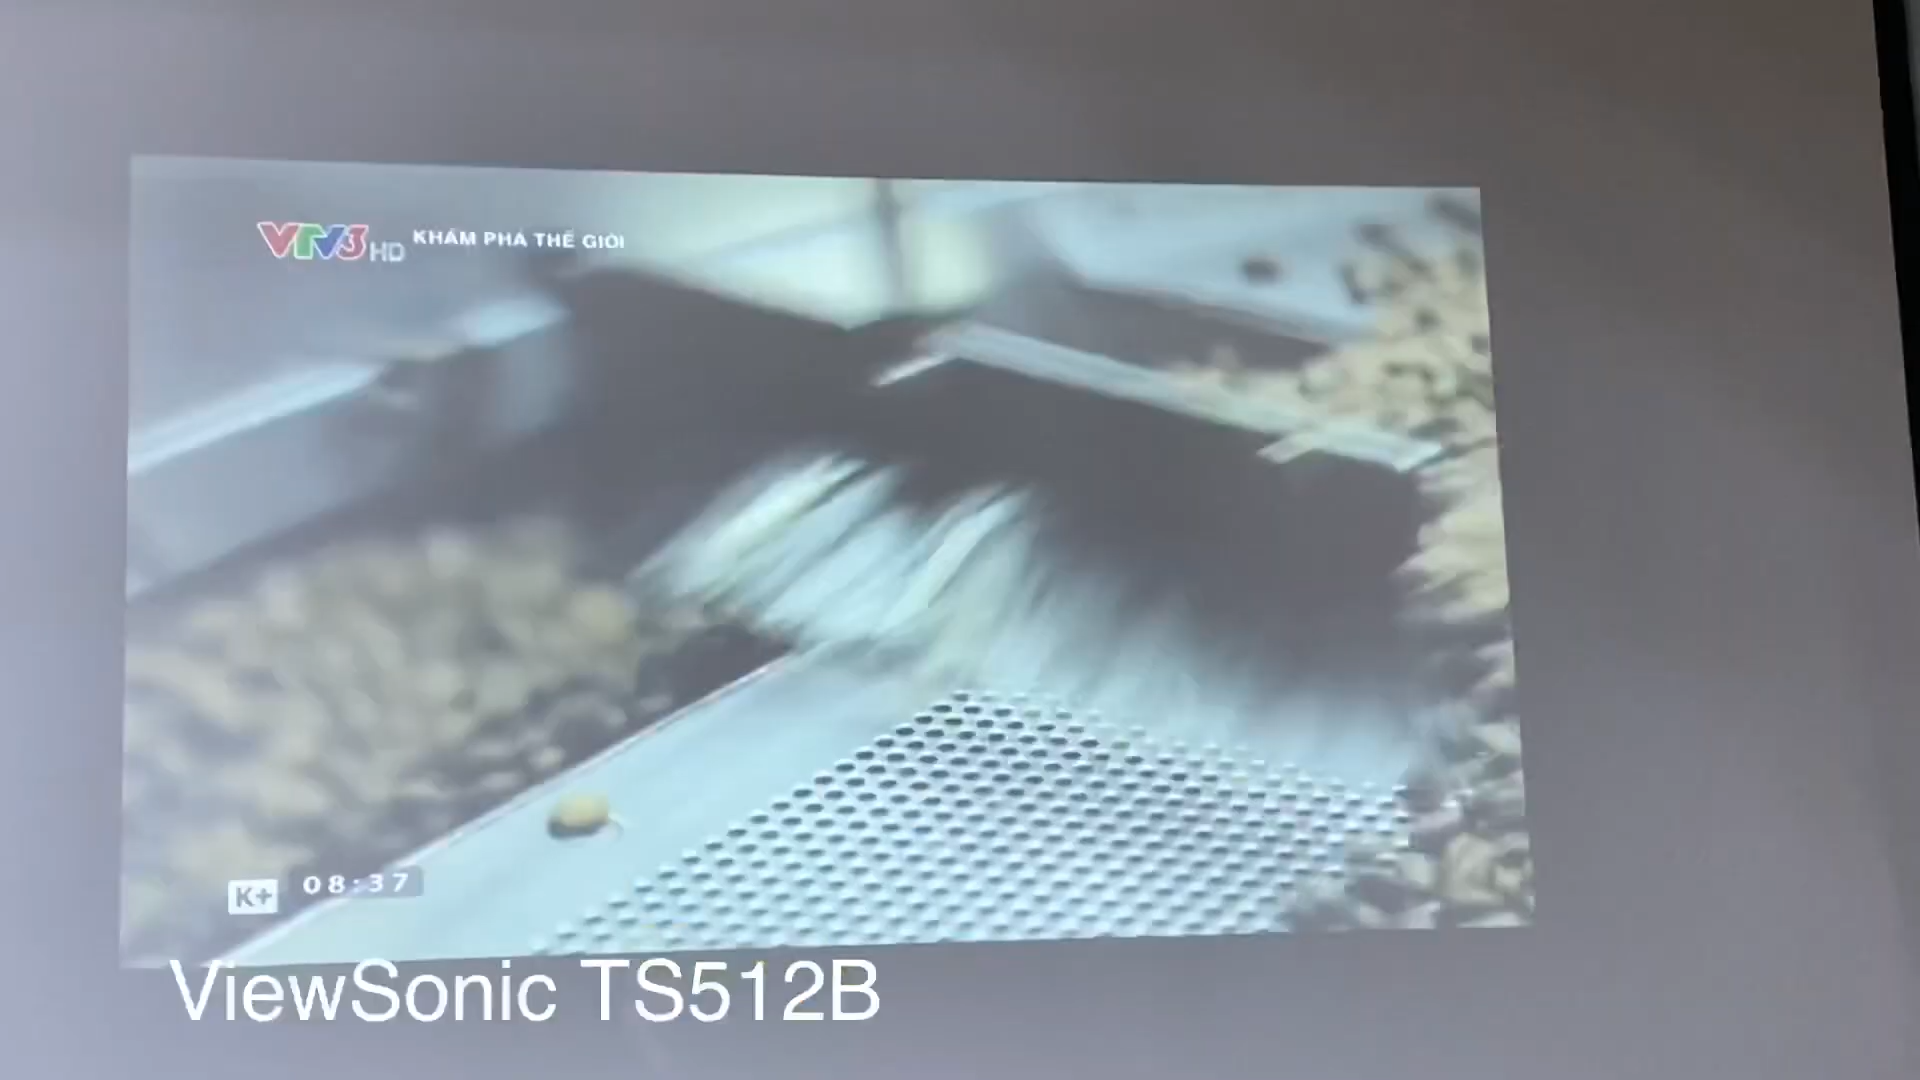 VTV3 HD KHÁM PHÁ THẾ GIỚI
K+ 08:37
ViewSonic TS512B